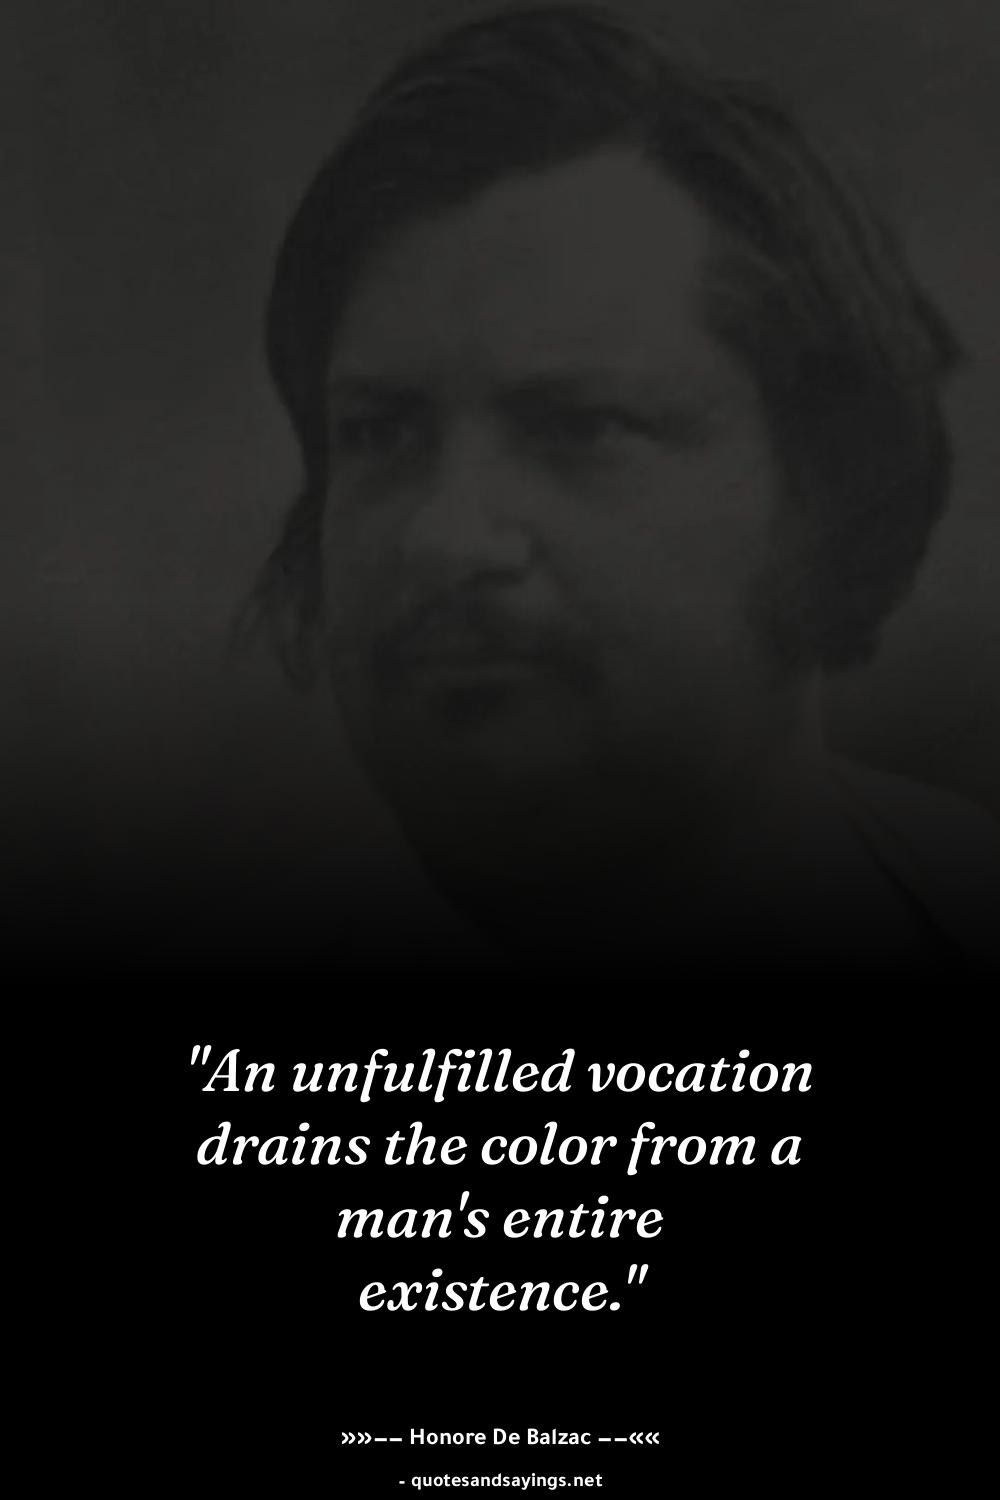 "An unfulfilled vocation
drains the color from a
man's entire
existence."
»»−− Honore De Balzac −−««
- quotesandsayings.net